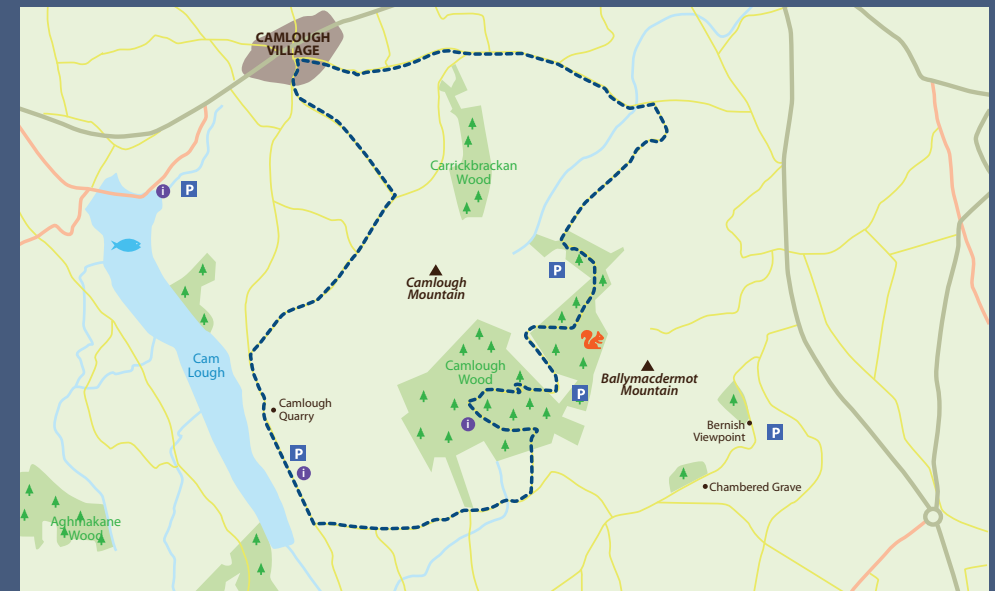 CAMLOUGH
VILLAGE
Carrickbrackan
Wood
i
P
P
Camlough
Mountain
Cam
Lough
Camlough
Wood
Ballymacdermot
Mountain
P
Camlough
Quarry
i
Bernish
Viewpoint
P
P
i
Chambered Grave
Aghmakane
Wood